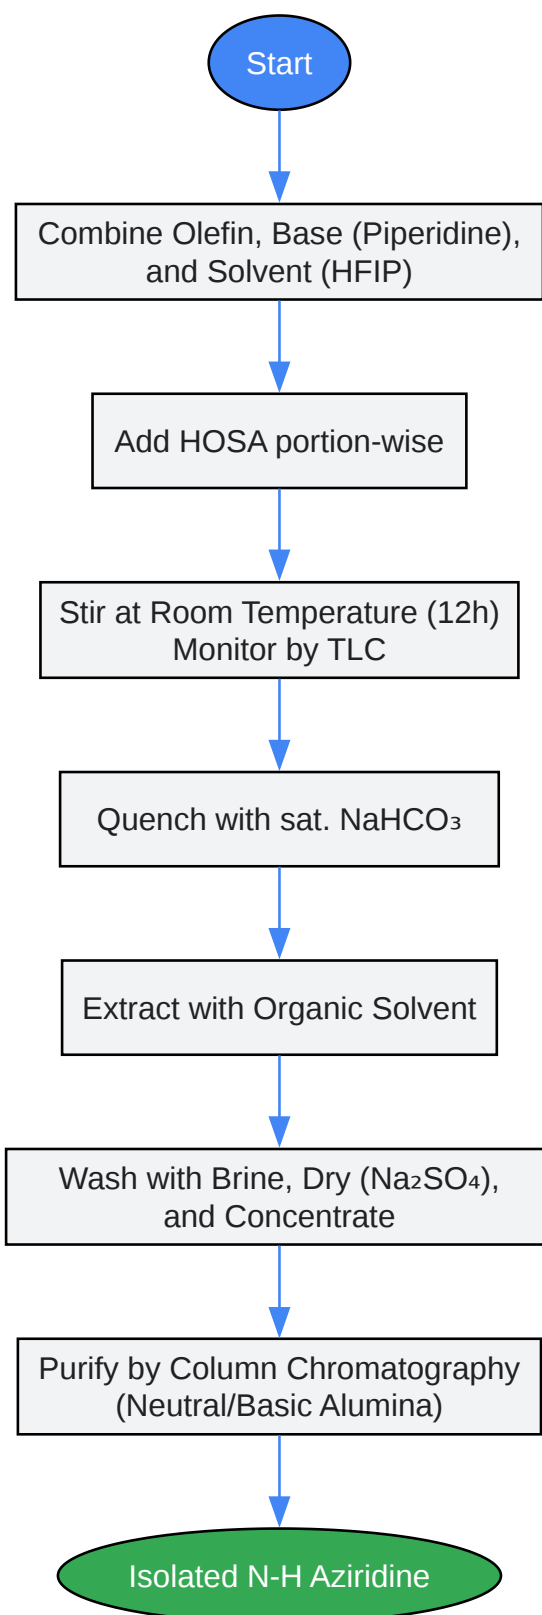 Start
Combine Olefin, Base (Piperidine),
and Solvent (HFIP)
Add HOSA portion-wise
Stir at Room Temperature (12h)
Monitor by TLC
Quench with sat. NaHCO₃
Extract with Organic Solvent
Wash with Brine, Dry (Na₂SO₄),
and Concentrate
Purify by Column Chromatography
(Neutral/Basic Alumina)
Isolated N-H Aziridine